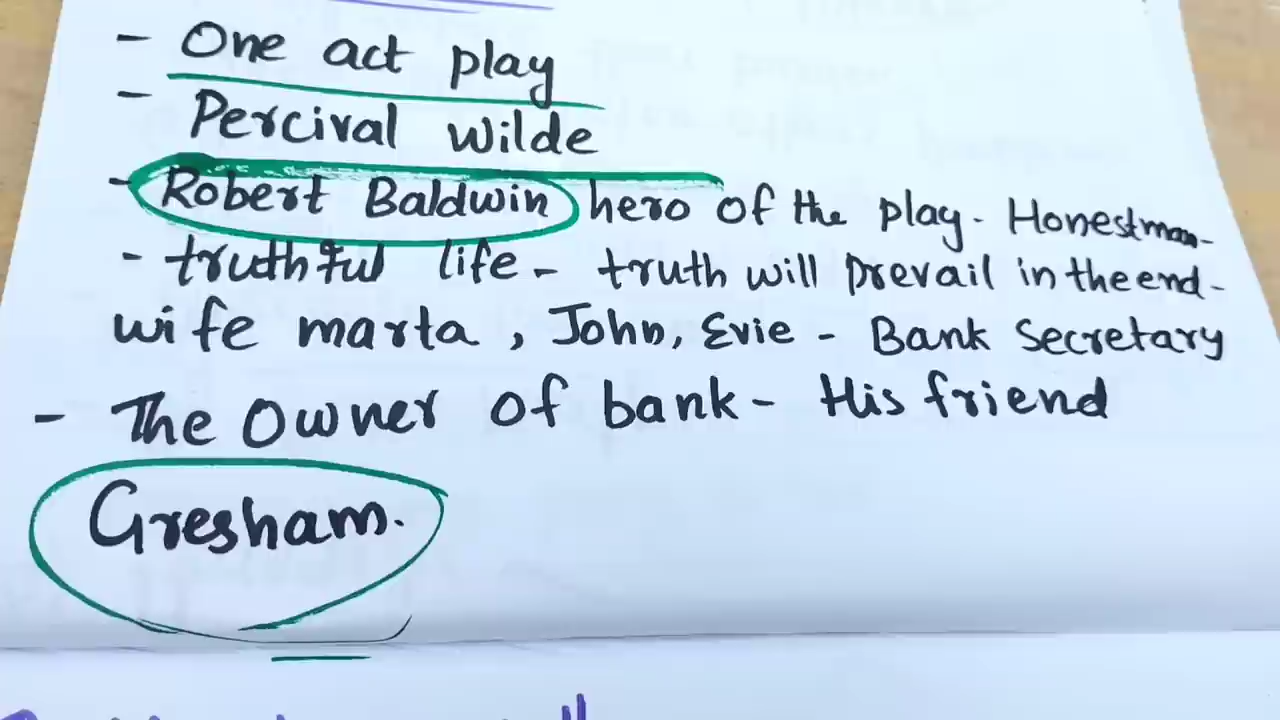 - One act play
- Percival Wilde
- Robert Baldwin hero of the play - Honestman -
- truthful life - truth will prevail in the end -
wife marta, John, Evie - Bank Secretary
- The Owner of bank - His friend
Gresham.